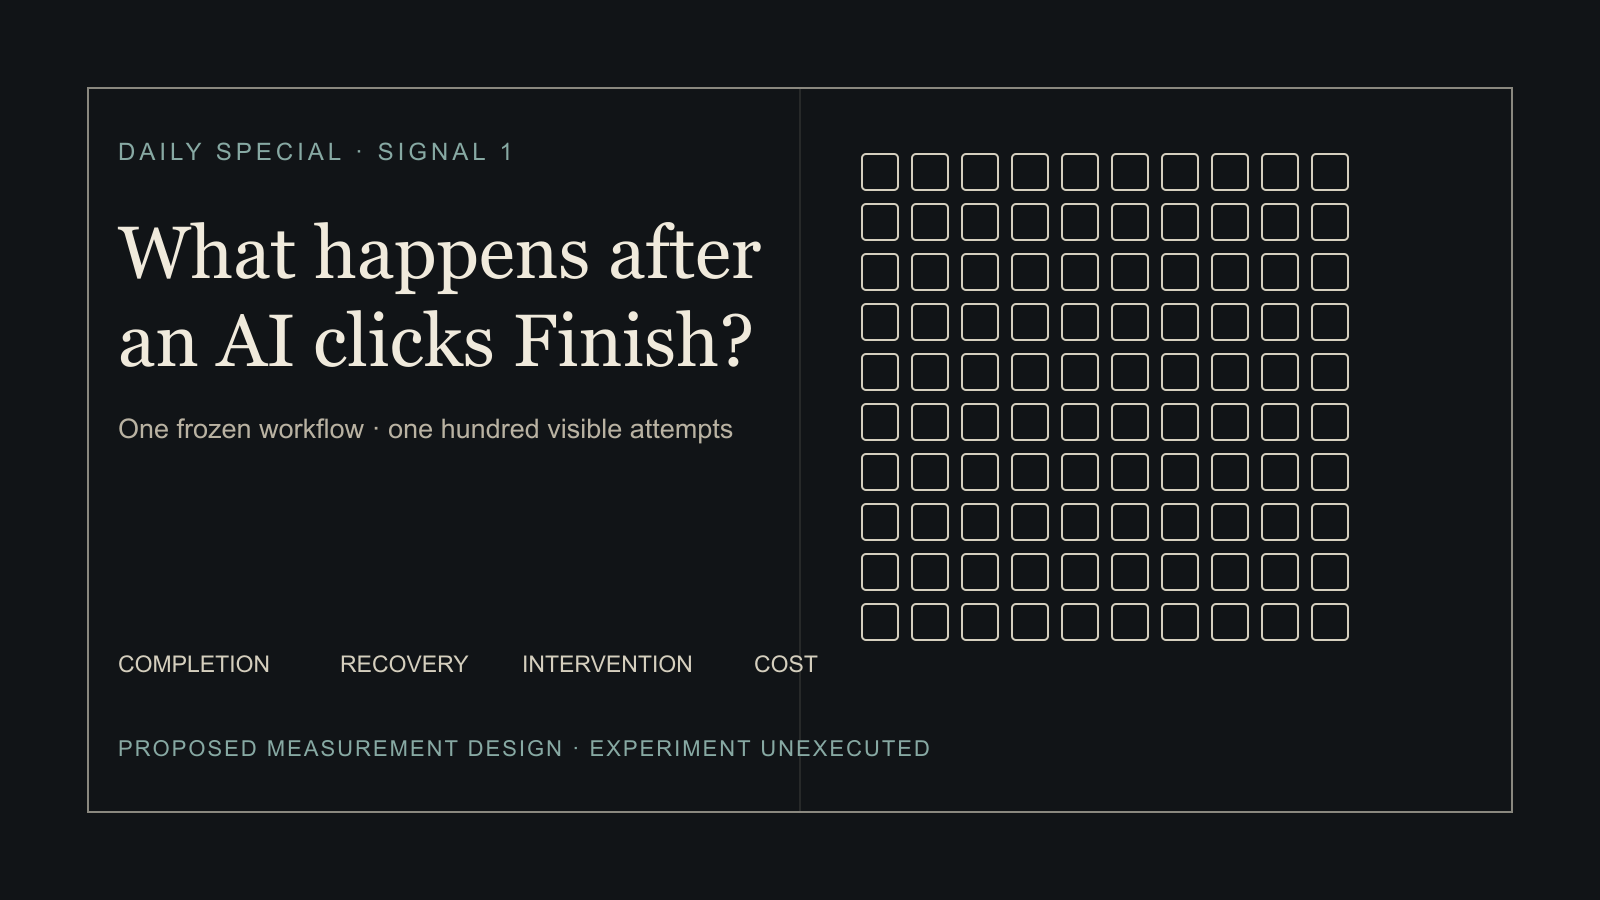 DAILY SPECIAL · SIGNAL 1
What happens after
an AI clicks Finish?
One frozen workflow · one hundred visible attempts
COMPLETION RECOVERY INTERVENTION COST
PROPOSED MEASUREMENT DESIGN · EXPERIMENT UNEXECUTED